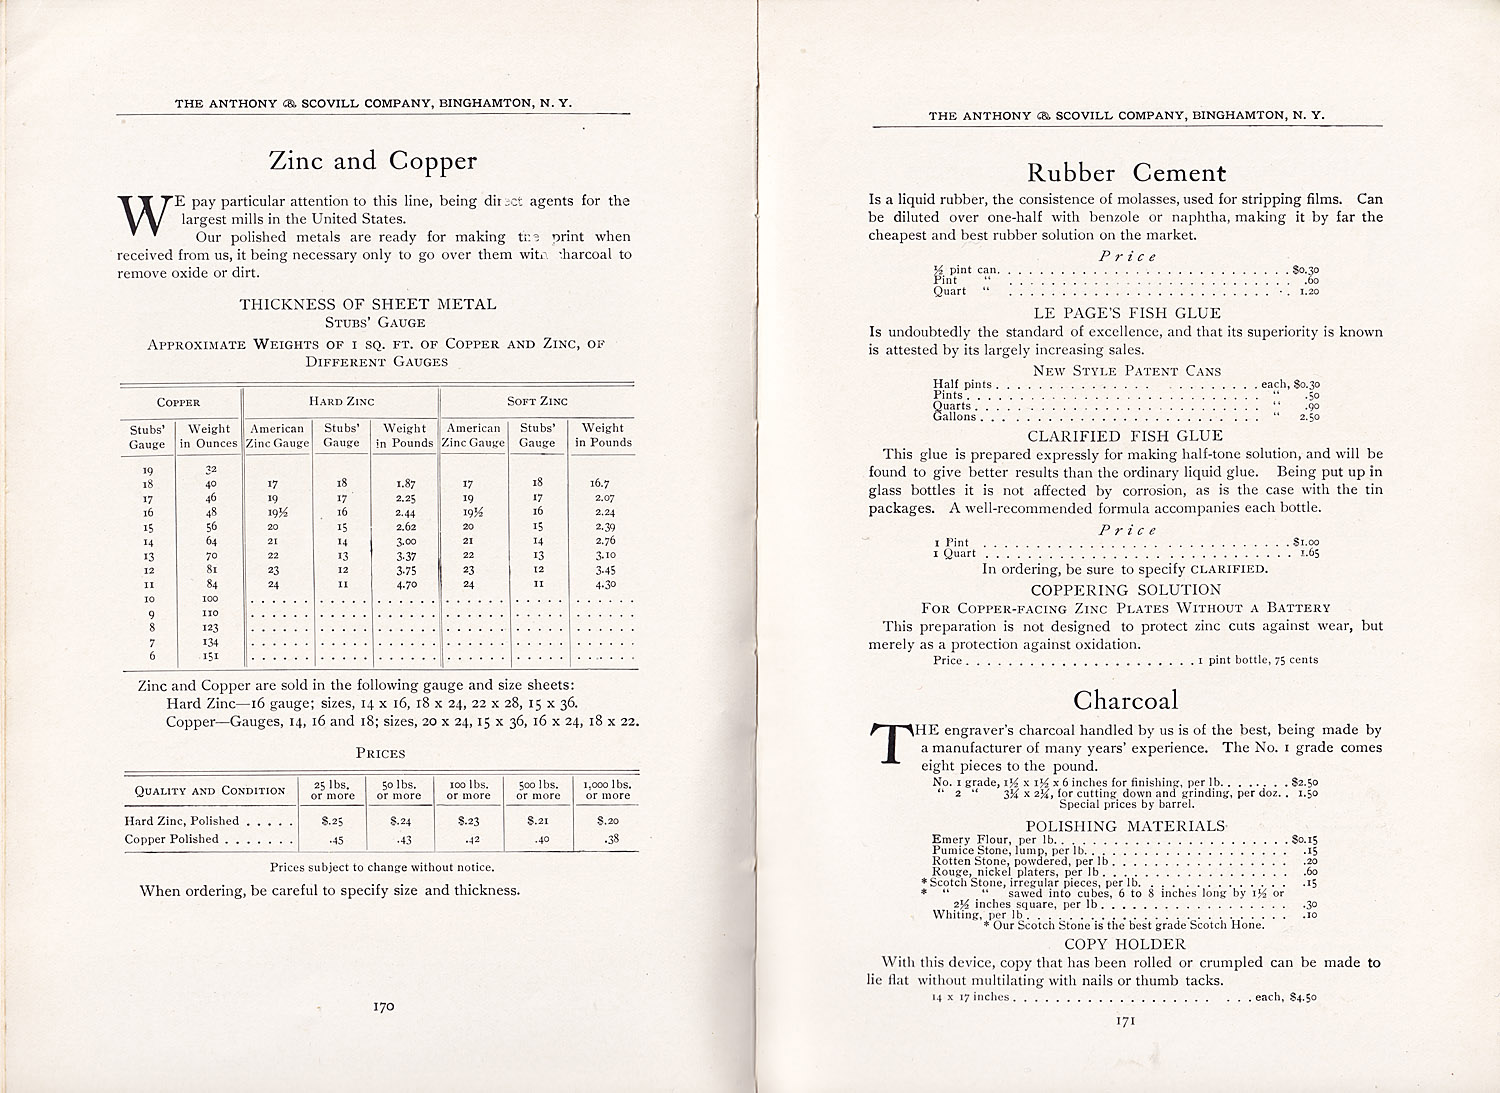 THE ANTHONY & SCOVILL COMPANY, BINGHAMTON, N. Y.
Zinc and Copper
WE pay particular attention to this line, being direct agents for the
largest mills in the United States.
Our polished metals are ready for making the print when
received from us, it being necessary only to go over them with charcoal to
remove oxide or dirt.
THICKNESS OF SHEET METAL
STUBS' GAUGE
APPROXIMATE WEIGHTS OF 1 SQ. FT. OF COPPER AND ZINC, OF
DIFFERENT GAUGES
COPPER HARD ZINC SOFT ZINC
Stubs' Weight American Stubs' Weight American Stubs' Weight
Gauge in Ounces Zinc Gauge Gauge in Pounds Zinc Gauge Gauge in Pounds
19 32
18 40 17 18 1.87 17 18 16.7
17 46 19 17 2.25 19 17 2.07
16 48 19½ 16 2.44 19½ 16 2.24
15 56 20 15 2.62 20 15 2.39
14 64 21 14 3.00 21 14 2.76
13 70 22 13 3.37 22 13 3.10
12 81 23 12 3.75 23 12 3.45
11 84 24 11 4.70 24 11 4.30
10 100 . . . . . . . . . . . . . . . . . . . . . . . . . . . . . . . . . . . .
9 110 . . . . . . . . . . . . . . . . . . . . . . . . . . . . . . . . . . . .
8 123 . . . . . . . . . . . . . . . . . . . . . . . . . . . . . . . . . . . .
7 134 . . . . . . . . . . . . . . . . . . . . . . . . . . . . . . . . . . . .
6 151 . . . . . . . . . . . . . . . . . . . . . . . . . . . . . . . . . . . .
Zinc and Copper are sold in the following gauge and size sheets:
Hard Zinc—16 gauge; sizes, 14 x 16, 18 x 24, 22 x 28, 15 x 36.
Copper—Gauges, 14, 16 and 18; sizes, 20 x 24, 15 x 36, 16 x 24, 18 x 22.
PRICES
QUALITY AND CONDITION 25 lbs. or more 50 lbs. or more 100 lbs. or more 500 lbs. or more 1,000 lbs. or more
Hard Zinc, Polished . . . . . $.25 $.24 $.23 $.21 $.20
Copper Polished . . . . . . . .45 .43 .42 .40 .38
Prices subject to change without notice.
When ordering, be careful to specify size and thickness.
170
THE ANTHONY & SCOVILL COMPANY, BINGHAMTON, N. Y.
Rubber Cement
Is a liquid rubber, the consistence of molasses, used for stripping films. Can
be diluted over one-half with benzole or naphtha, making it by far the
cheapest and best rubber solution on the market.
Price
½ pint can. . . . . . . . . . . . . . . . . . . . . . . . . . $0.30
Pint " . . . . . . . . . . . . . . . . . . . . . . . . . .60
Quart " . . . . . . . . . . . . . . . . . . . . . . . . . 1.20
LE PAGE'S FISH GLUE
Is undoubtedly the standard of excellence, and that its superiority is known
is attested by its largely increasing sales.
NEW STYLE PATENT CANS
Half pints . . . . . . . . . . . . . . . . . . . . . . each, $0.30
Pints . . . . . . . . . . . . . . . . . . . . . . . . " .50
Quarts . . . . . . . . . . . . . . . . . . . . . . . . " .90
Gallons . . . . . . . . . . . . . . . . . . . . . . . " 2.50
CLARIFIED FISH GLUE
This glue is prepared expressly for making half-tone solution, and will be
found to give better results than the ordinary liquid glue. Being put up in
glass bottles it is not affected by corrosion, as is the case with the tin
packages. A well-recommended formula accompanies each bottle.
Price
1 Pint . . . . . . . . . . . . . . . . . . . . . . . . . . . $1.00
1 Quart . . . . . . . . . . . . . . . . . . . . . . . . . . . 1.65
In ordering, be sure to specify CLARIFIED.
COPPERING SOLUTION
FOR COPPER-FACING ZINC PLATES WITHOUT A BATTERY
This preparation is not designed to protect zinc cuts against wear, but
merely as a protection against oxidation.
Price . . . . . . . . . . . . . . . . . . . . . 1 pint bottle, 75 cents
Charcoal
THE engraver's charcoal handled by us is of the best, being made by
a manufacturer of many years' experience. The No. 1 grade comes
eight pieces to the pound.
No. 1 grade, 1½ x 1½ x 6 inches for finishing, per lb. . . . . . . . $2.50
" 2 " 3¼ x 2¼, for cutting down and grinding, per doz. . 1.50
Special prices by barrel.
POLISHING MATERIALS
Emery Flour, per lb. . . . . . . . . . . . . . . . . . . . . . $0.15
Pumice Stone, lump, per lb. . . . . . . . . . . . . . . . . . . .15
Rotten Stone, powdered, per lb . . . . . . . . . . . . . . . . .20
Rouge, nickel platers, per lb . . . . . . . . . . . . . . . . . .60
* Scotch Stone, irregular pieces, per lb. . . . . . . . . . . . . . .15
* " " sawed into cubes, 6 to 8 inches long by 1½ or
2½ inches square, per lb . . . . . . . . . . . . . . . . . .30
Whiting, per lb . . . . . . . . . . . . . . . . . . . . . . . .10
* Our Scotch Stone is the best grade Scotch Hone.
COPY HOLDER
With this device, copy that has been rolled or crumpled can be made to
lie flat without multilating with nails or thumb tacks.
14 x 17 inches . . . . . . . . . . . . . . . . . . . . . each, $4.50
171